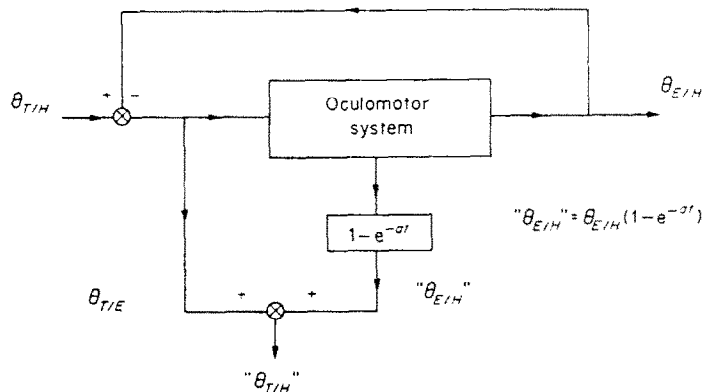 + −
θT/H
Oculomotor
system
θE/H
1−e^−at
"θE/H" = θE/H (1−e^−at)
θT/E
+ +
"θE/H"
"θT/H"